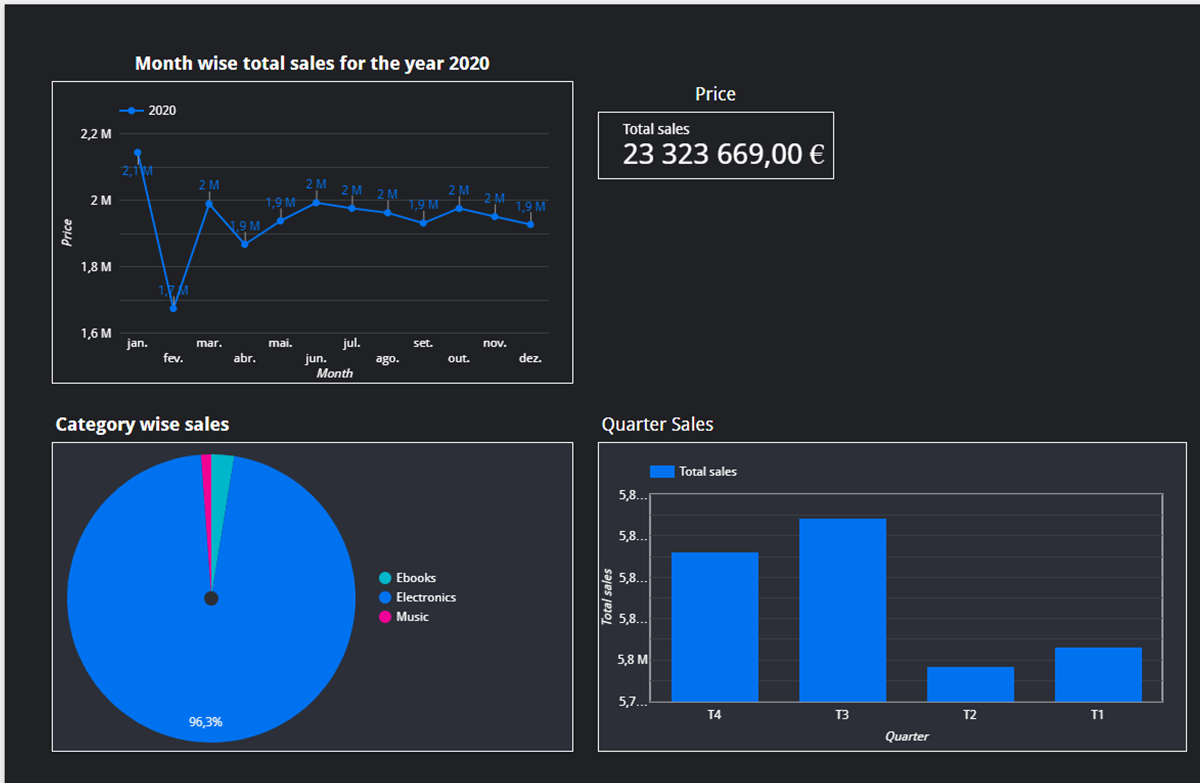 Month wise total sales for the year 2020
2020
2,2 M
2 M
1,8 M
1,6 M
Price
2,1 M
1,7 M
2 M
1,9 M
1,9 M
2 M
2 M
2 M
1,9 M
2 M
2 M
1,9 M
jan.
fev.
mar.
abr.
mai.
jun.
jul.
ago.
set.
out.
nov.
dez.
Month
Price
Total sales
23 323 669,00 €
Category wise sales
96,3%
Ebooks
Electronics
Music
Quarter Sales
Total sales
5,8...
5,8...
5,8...
5,8...
5,8 M
5,7...
Total sales
T4
T3
T2
T1
Quarter